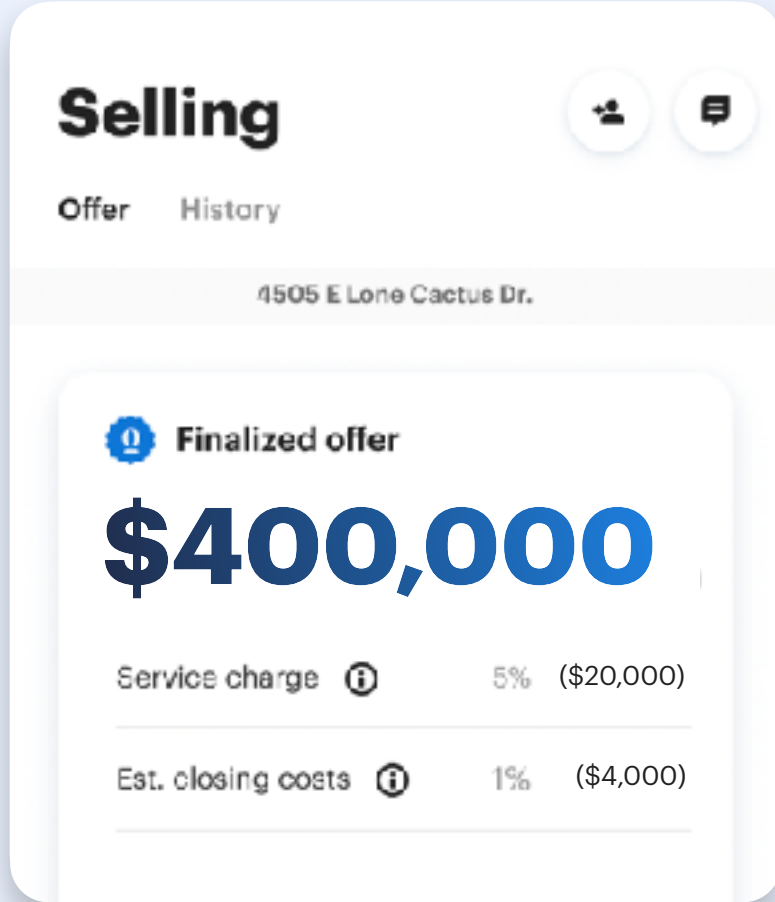 Selling
Offer History
4505 E Lone Cactus Dr.
Finalized offer
$400,000
Service charge 5% ($20,000)
Est. closing costs 1% ($4,000)